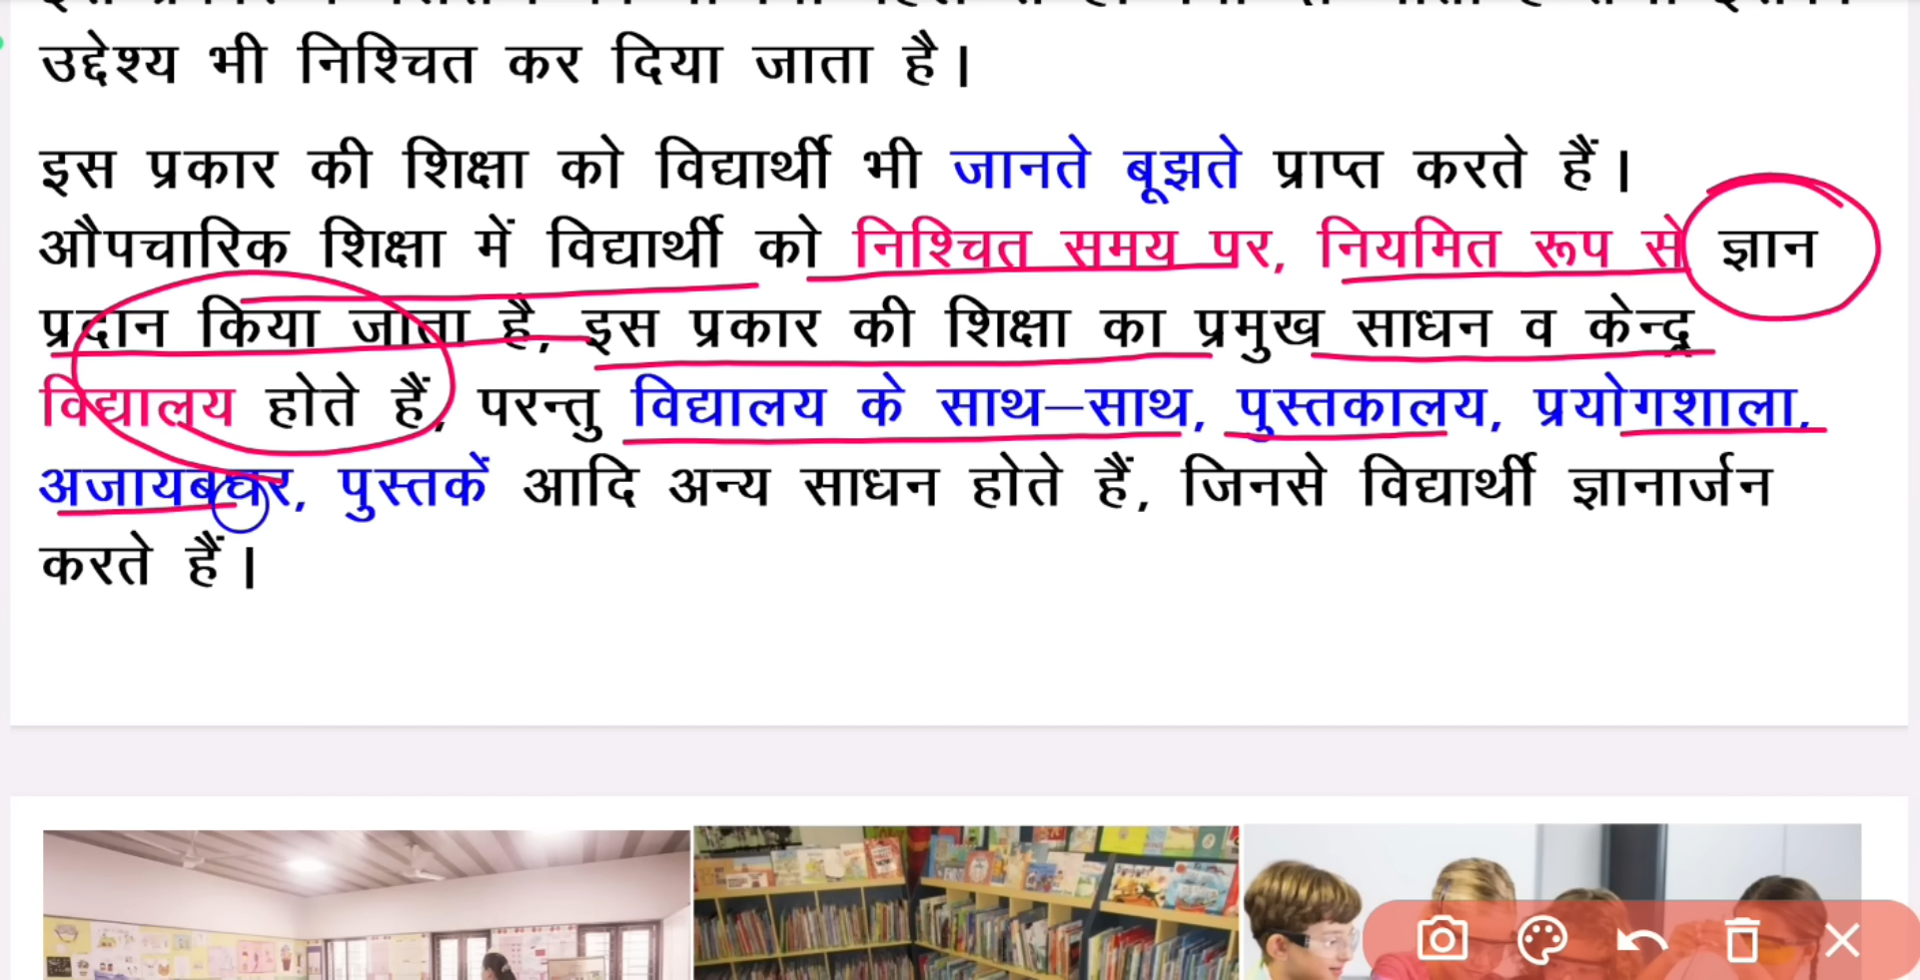 उद्देश्य भी निश्चित कर दिया जाता है।
इस प्रकार की शिक्षा को विद्यार्थी भी जानते बूझते प्राप्त करते हैं।
औपचारिक शिक्षा में विद्यार्थी को निश्चित समय पर, नियमित रूप से ज्ञान
प्रदान किया जाता है, इस प्रकार की शिक्षा का प्रमुख साधन व केन्द्र
विद्यालय होते हैं, परन्तु विद्यालय के साथ–साथ, पुस्तकालय, प्रयोगशाला,
अजायबघर, पुस्तकें आदि अन्य साधन होते हैं, जिनसे विद्यार्थी ज्ञानार्जन
करते हैं।